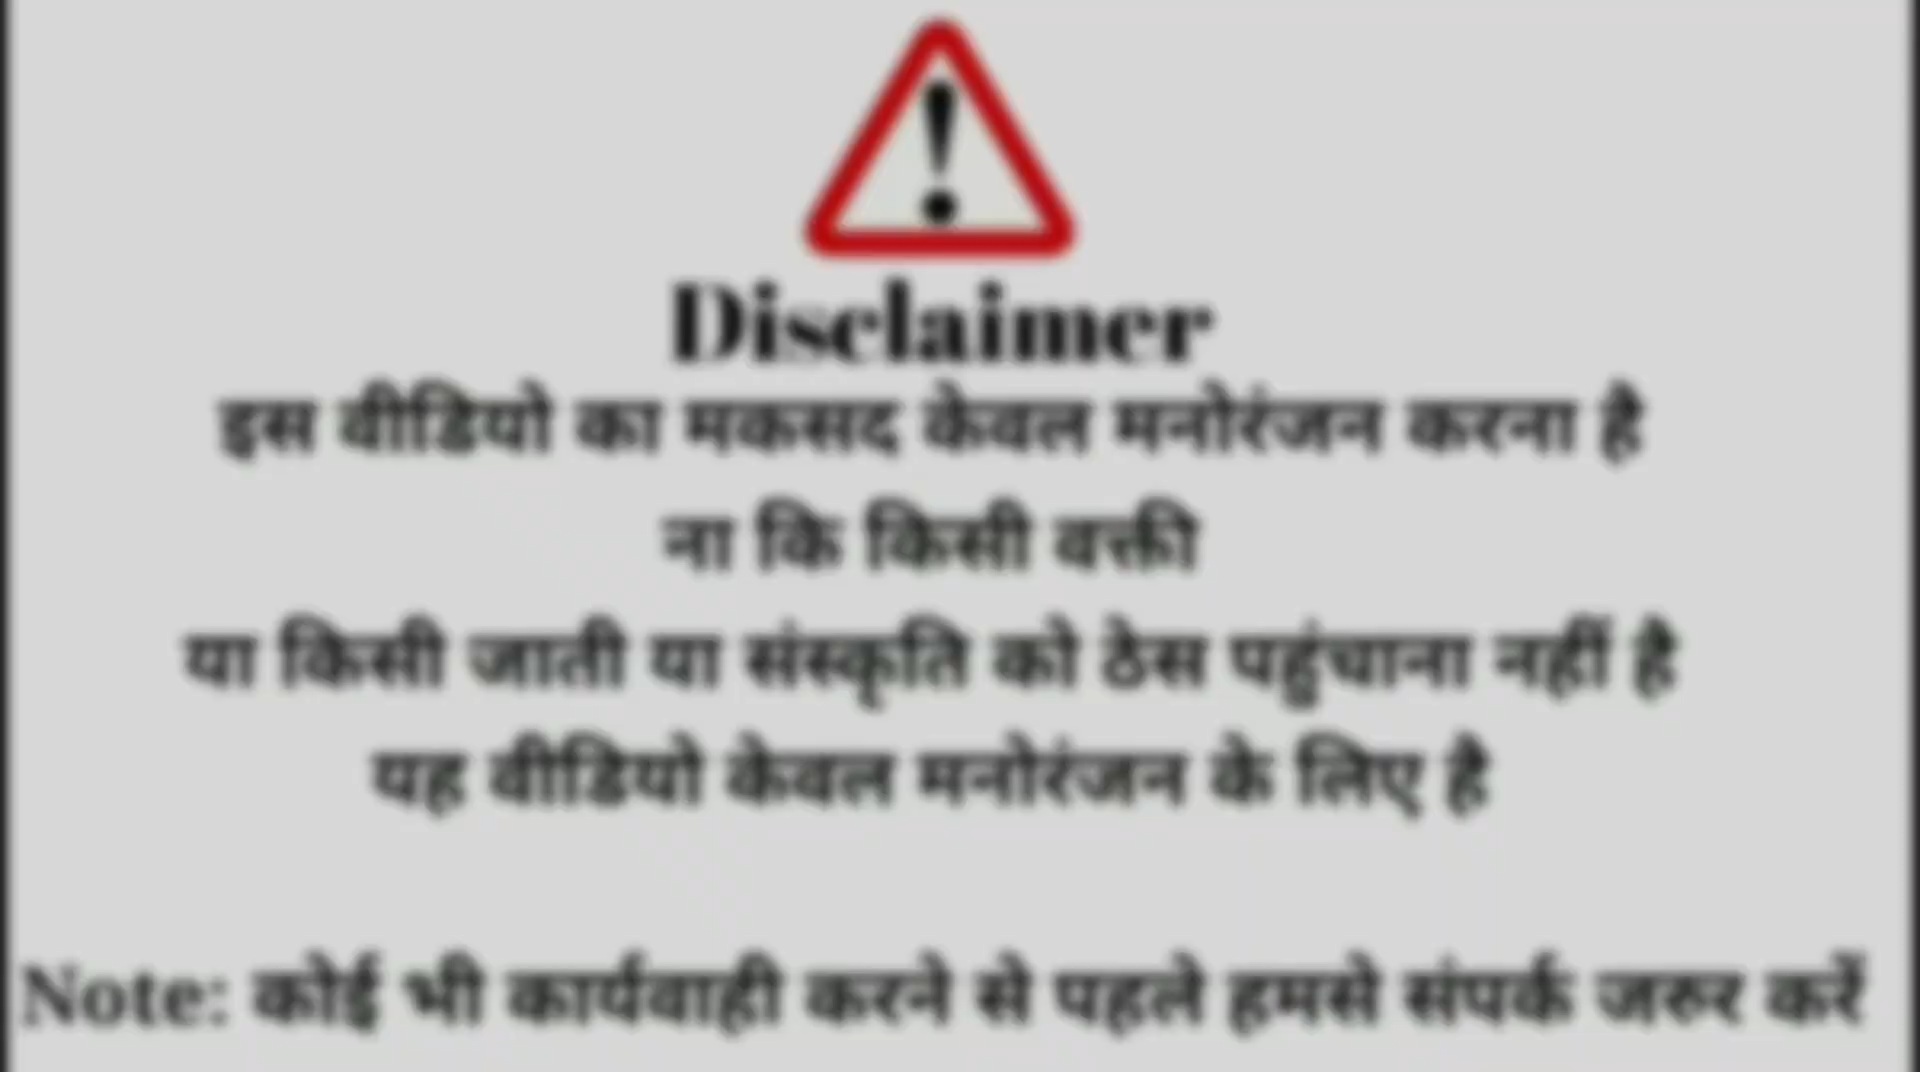 Disclaimer
इस वीडियो का मकसद केवल मनोरंजन करना है
ना कि किसी वक्ती
या किसी जाती या संस्कृति को ठेस पहुंचाना नहीं है
यह वीडियो केवल मनोरंजन के लिए है
Note: कोई भी कार्यवाही करने से पहले हमसे संपर्क जरुर करें